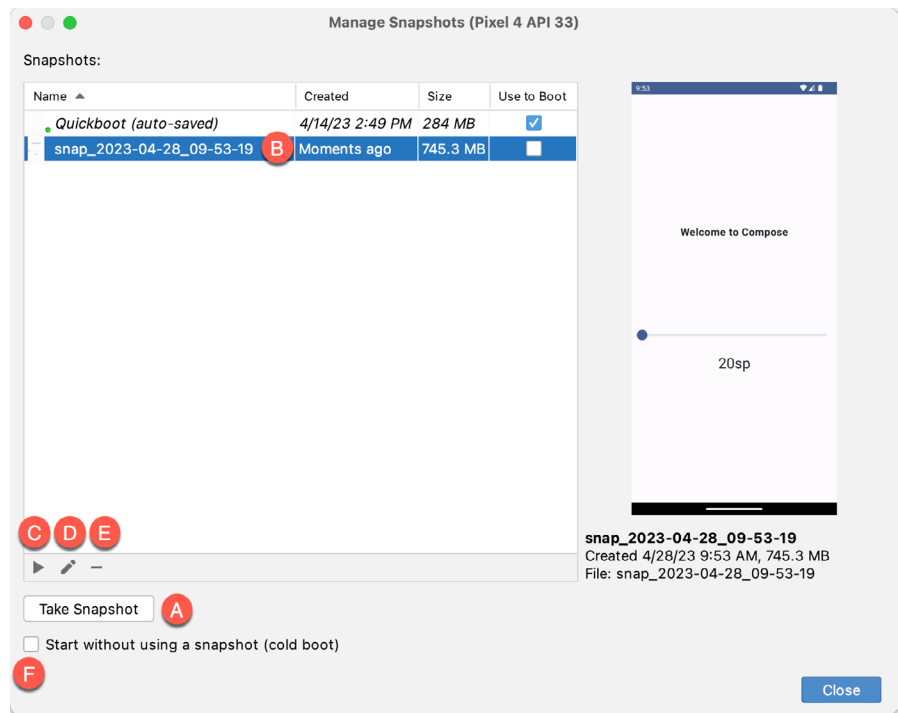 Manage Snapshots (Pixel 4 API 33)
Snapshots:
Name Created Size Use to Boot
Quickboot (auto-saved) 4/14/23 2:49 PM 284 MB
snap_2023-04-28_09-53-19 B Moments ago 745.3 MB
9:53
Welcome to Compose
20sp
C D E
snap_2023-04-28_09-53-19
Created 4/28/23 9:53 AM, 745.3 MB
File: snap_2023-04-28_09-53-19
Take Snapshot A
Start without using a snapshot (cold boot)
F
Close